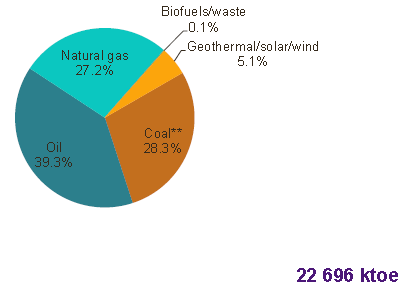 Biofuels/waste
0.1%
Geothermal/solar/wind
5.1%
Natural gas
27.2%
Coal**
28.3%
Oil
39.3%
22 696 ktoe